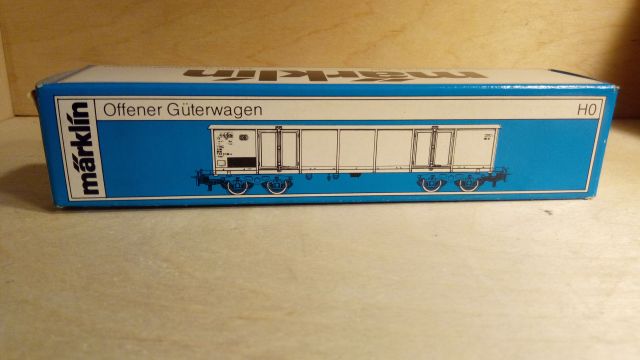 märklin
märklin
Offener Güterwagen
H0